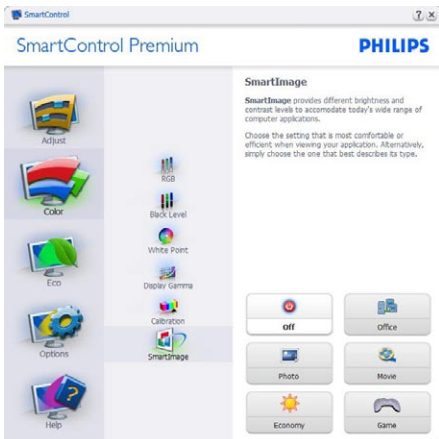 SmartControl
SmartControl Premium
PHILIPS
Adjust
Color
Eco
Options
Help
RGB
Black Level
White Point
Display Gamma
Calibration
SmartImage
SmartImage
SmartImage provides different brightness and
contrast levels to accomodate today's wide range of
computer applications.
Choose the setting that is most comfortable or
efficient when viewing your application. Alternatively,
simply choose the one that best describes its type.
Off
Office
Photo
Movie
Economy
Game